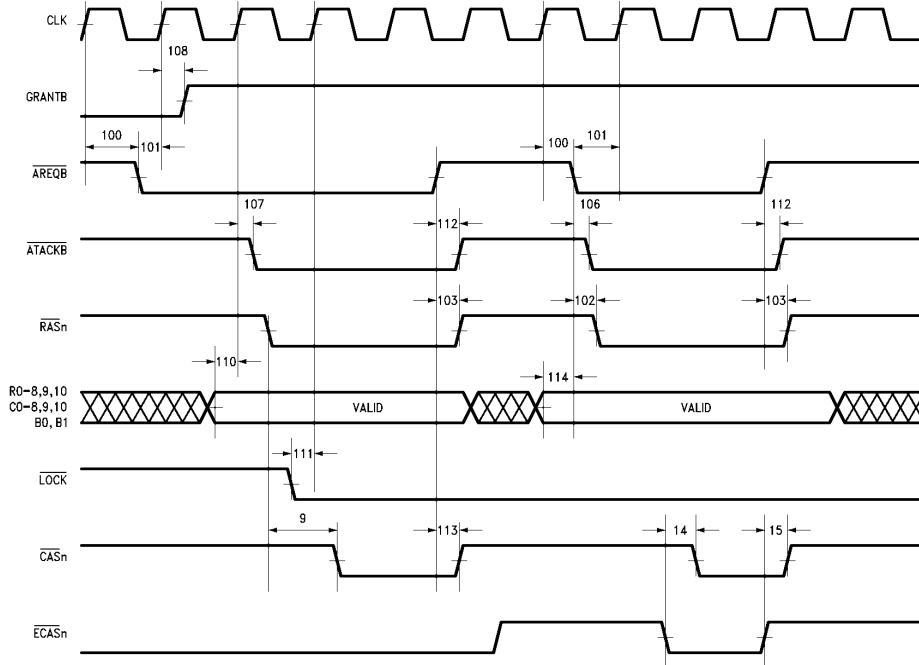 CLK
108
GRANTB
100 101 100 101
AREQB
107 112 106 112
ATACKB
103 102 103
RASn
110 114
R0-8,9,10
C0-8,9,10
B0, B1
VALID VALID
111
LOCK
9 113 14 15
CASn
ECASn